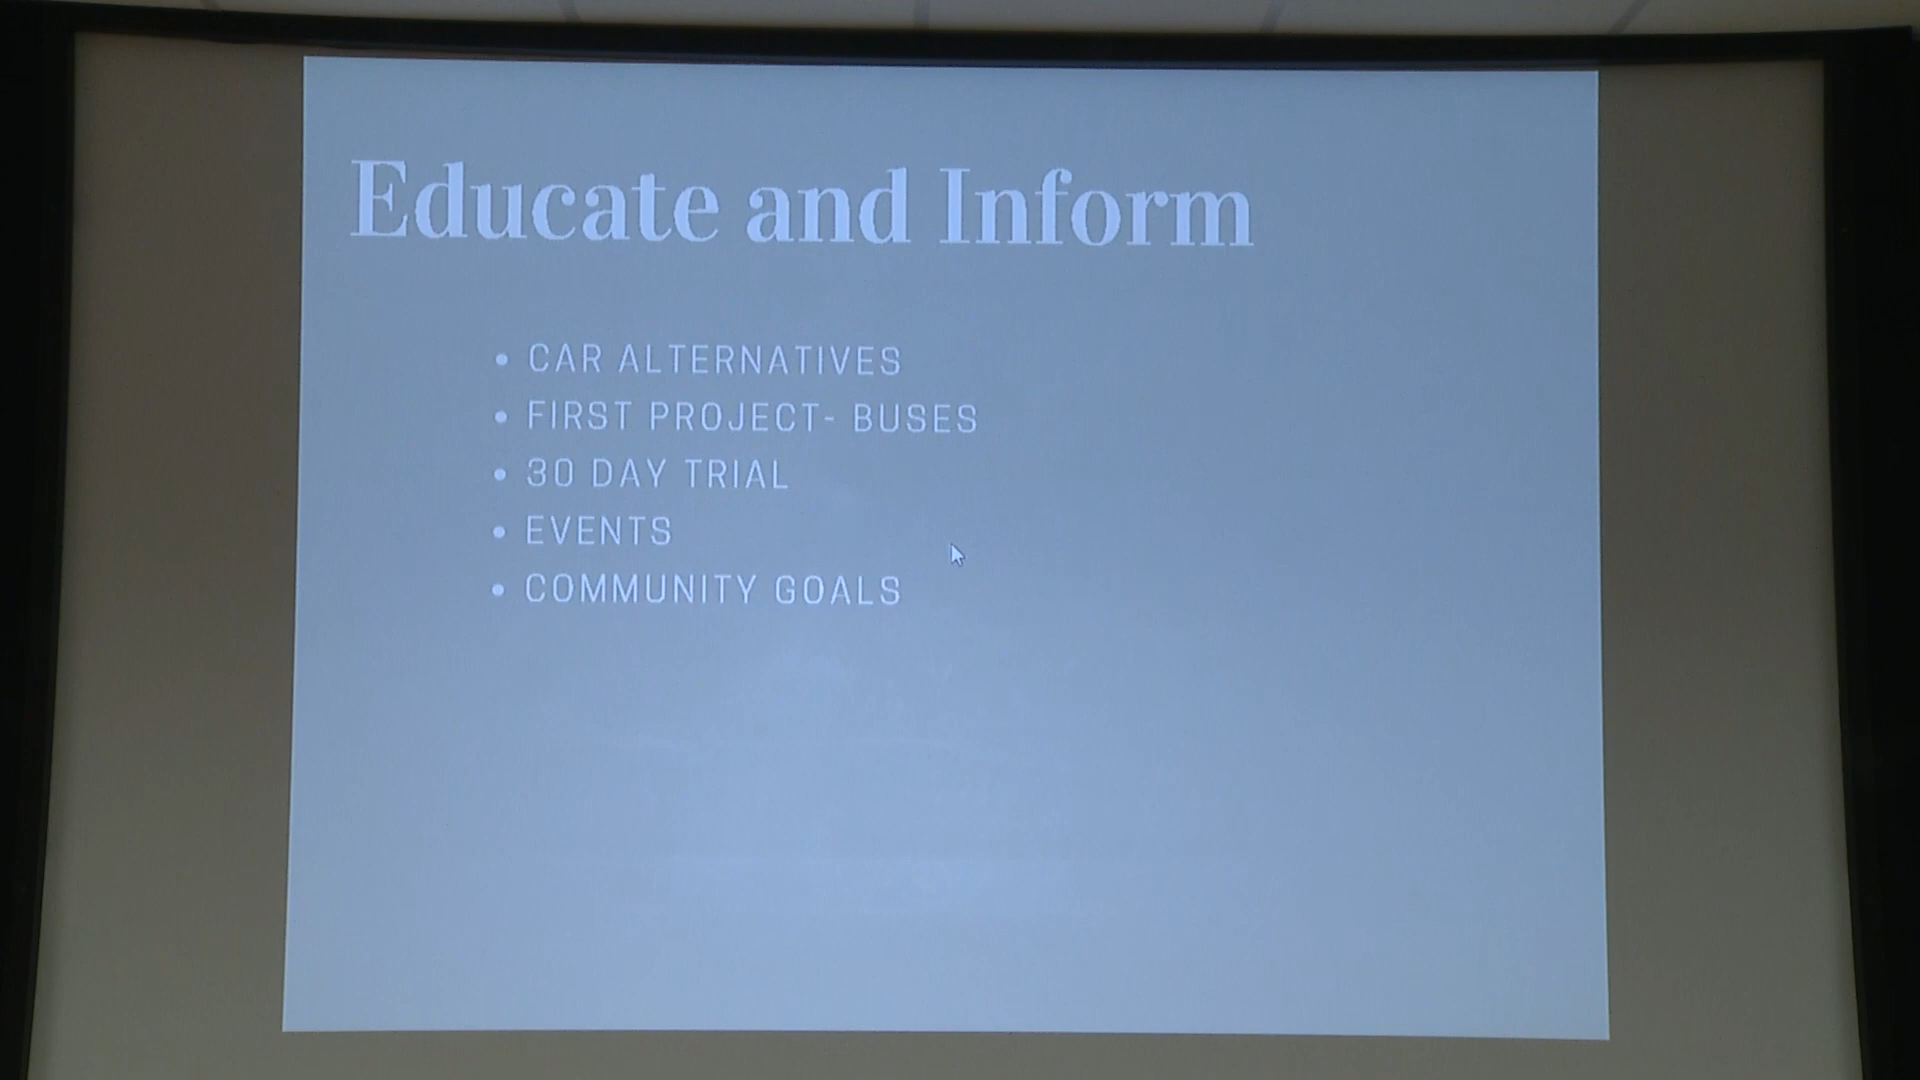 Educate and Inform
• CAR ALTERNATIVES
• FIRST PROJECT- BUSES
• 30 DAY TRIAL
• EVENTS
• COMMUNITY GOALS